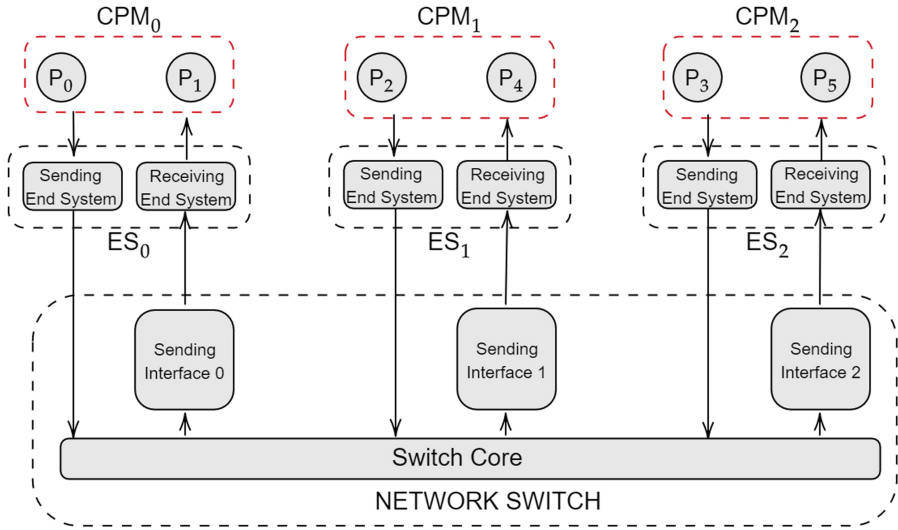 CPM0 CPM1 CPM2
P0 P1 P2 P4 P3 P5
Sending End System
Receiving End System
Sending End System
Receiving End System
Sending End System
Receiving End System
ES0 ES1 ES2
Sending
Interface 0
Sending
Interface 1
Sending
Interface 2
Switch Core
NETWORK SWITCH